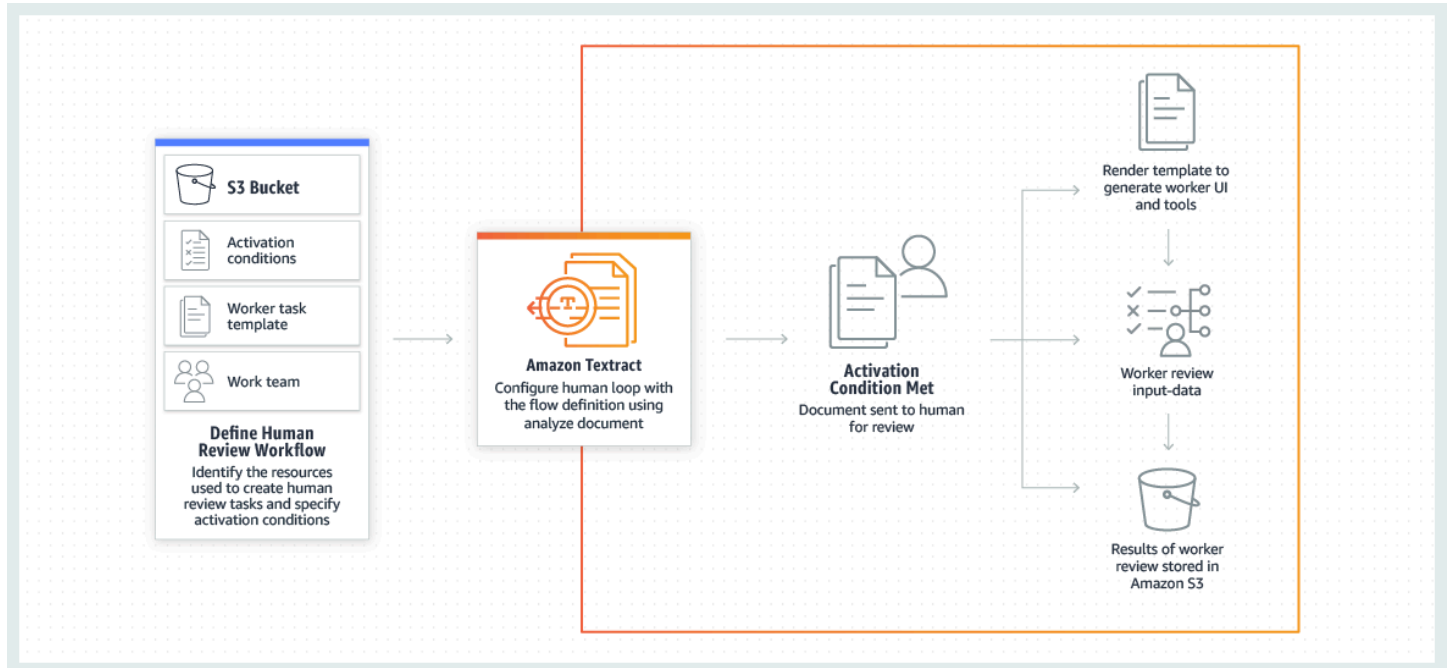 S3 Bucket
Activation
conditions
Worker task
template
Work team
Define Human
Review Workflow
Identify the resources
used to create human
review tasks and specify
activation conditions
T
Amazon Textract
Configure human loop with
the flow definition using
analyze document
Activation
Condition Met
Document sent to human
for review
Render template to
generate worker UI
and tools
Worker review
input-data
Results of worker
review stored in
Amazon S3